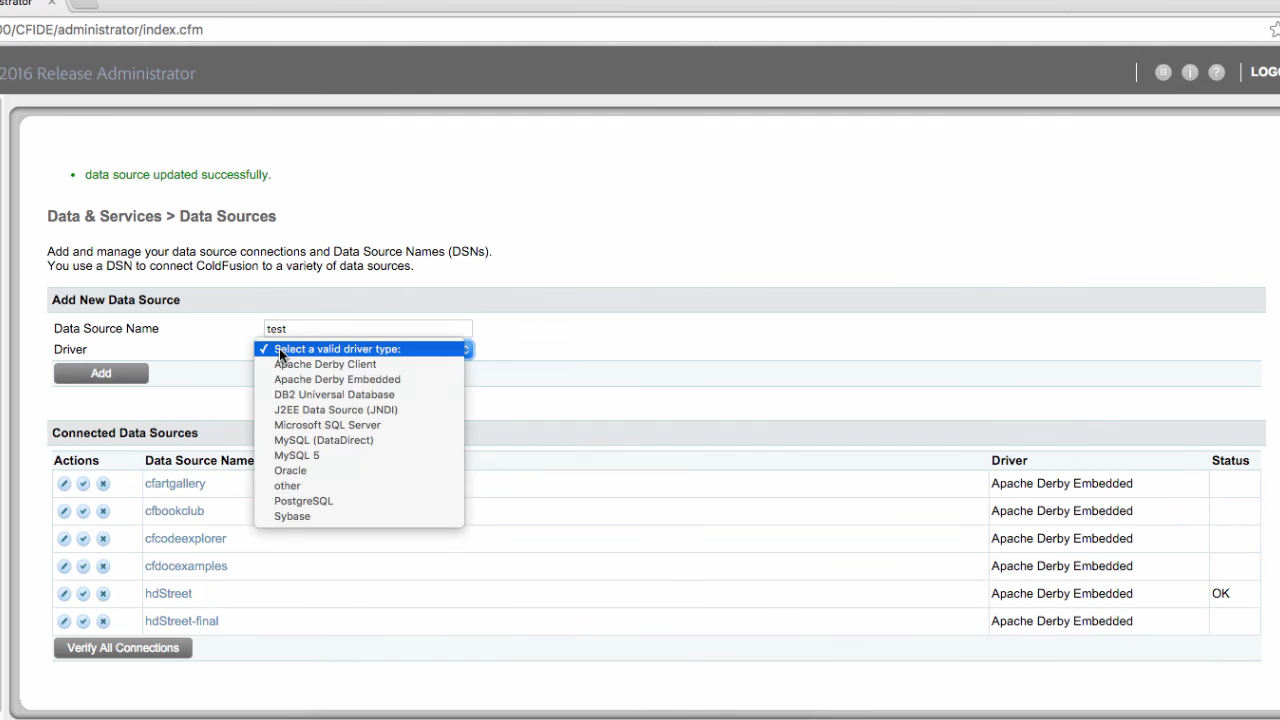 strator
00/CFIDE/administrator/index.cfm
2016 Release Administrator
LOG
data source updated successfully.
Data & Services > Data Sources
Add and manage your data source connections and Data Source Names (DSNs).
You use a DSN to connect ColdFusion to a variety of data sources.
Add New Data Source
Data Source Name test
Driver
Select a valid driver type:
Apache Derby Client
Apache Derby Embedded
DB2 Universal Database
J2EE Data Source (JNDI)
Microsoft SQL Server
MySQL (DataDirect)
MySQL 5
Oracle
other
PostgreSQL
Sybase
Add
Connected Data Sources
Actions Data Source Name Driver Status
cfartgallery Apache Derby Embedded
cfbookclub Apache Derby Embedded
cfcodeexplorer Apache Derby Embedded
cfdocexamples Apache Derby Embedded
hdStreet Apache Derby Embedded OK
hdStreet-final Apache Derby Embedded
Verify All Connections